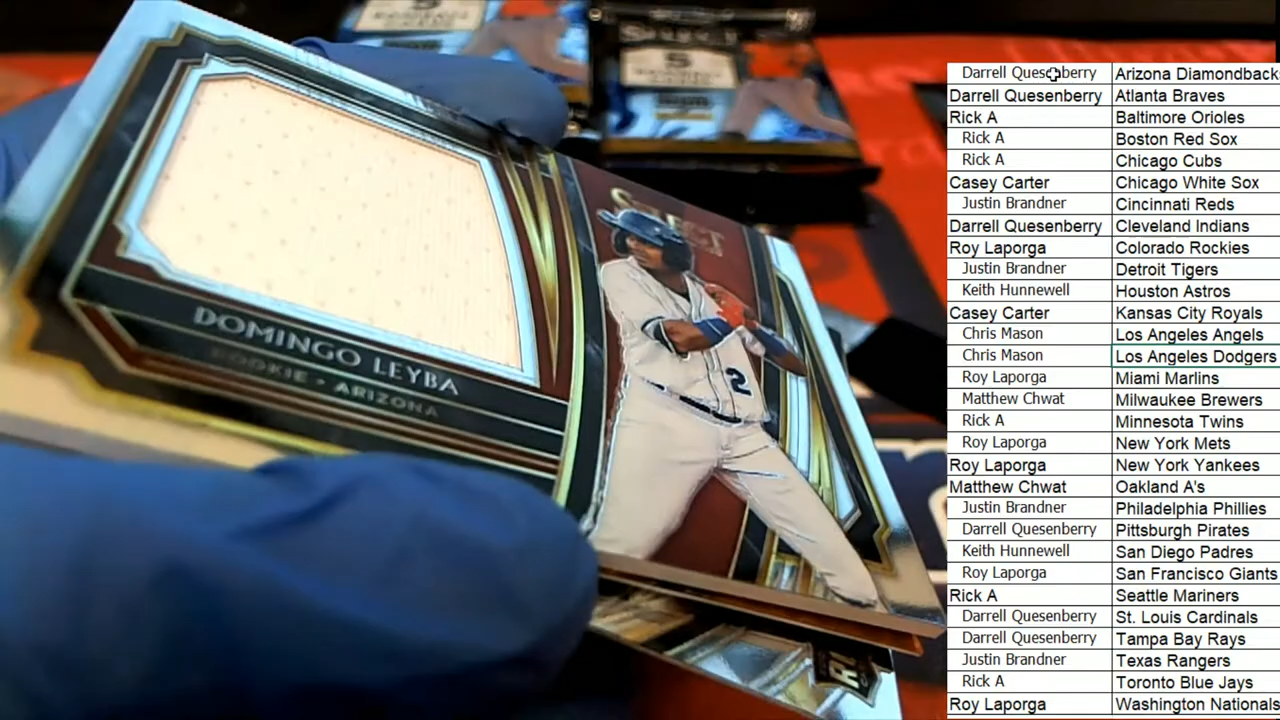 SELECT
5
SELECT
DOMINGO LEYBA
ROOKIE • ARIZONA
2
Darrell Quesenberry Arizona Diamondback
Darrell Quesenberry Atlanta Braves
Rick A Baltimore Orioles
Rick A Boston Red Sox
Rick A Chicago Cubs
Casey Carter Chicago White Sox
Justin Brandner Cincinnati Reds
Darrell Quesenberry Cleveland Indians
Roy Laporga Colorado Rockies
Justin Brandner Detroit Tigers
Keith Hunnewell Houston Astros
Casey Carter Kansas City Royals
Chris Mason Los Angeles Angels
Chris Mason Los Angeles Dodgers
Roy Laporga Miami Marlins
Matthew Chwat Milwaukee Brewers
Rick A Minnesota Twins
Roy Laporga New York Mets
Roy Laporga New York Yankees
Matthew Chwat Oakland A's
Justin Brandner Philadelphia Phillies
Darrell Quesenberry Pittsburgh Pirates
Keith Hunnewell San Diego Padres
Roy Laporga San Francisco Giants
Rick A Seattle Mariners
Darrell Quesenberry St. Louis Cardinals
Darrell Quesenberry Tampa Bay Rays
Justin Brandner Texas Rangers
Rick A Toronto Blue Jays
Roy Laporga Washington Nationals